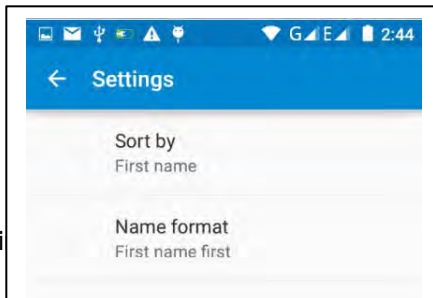 G E 2:44
Settings
Sort by
First name
Name format
i
First name first